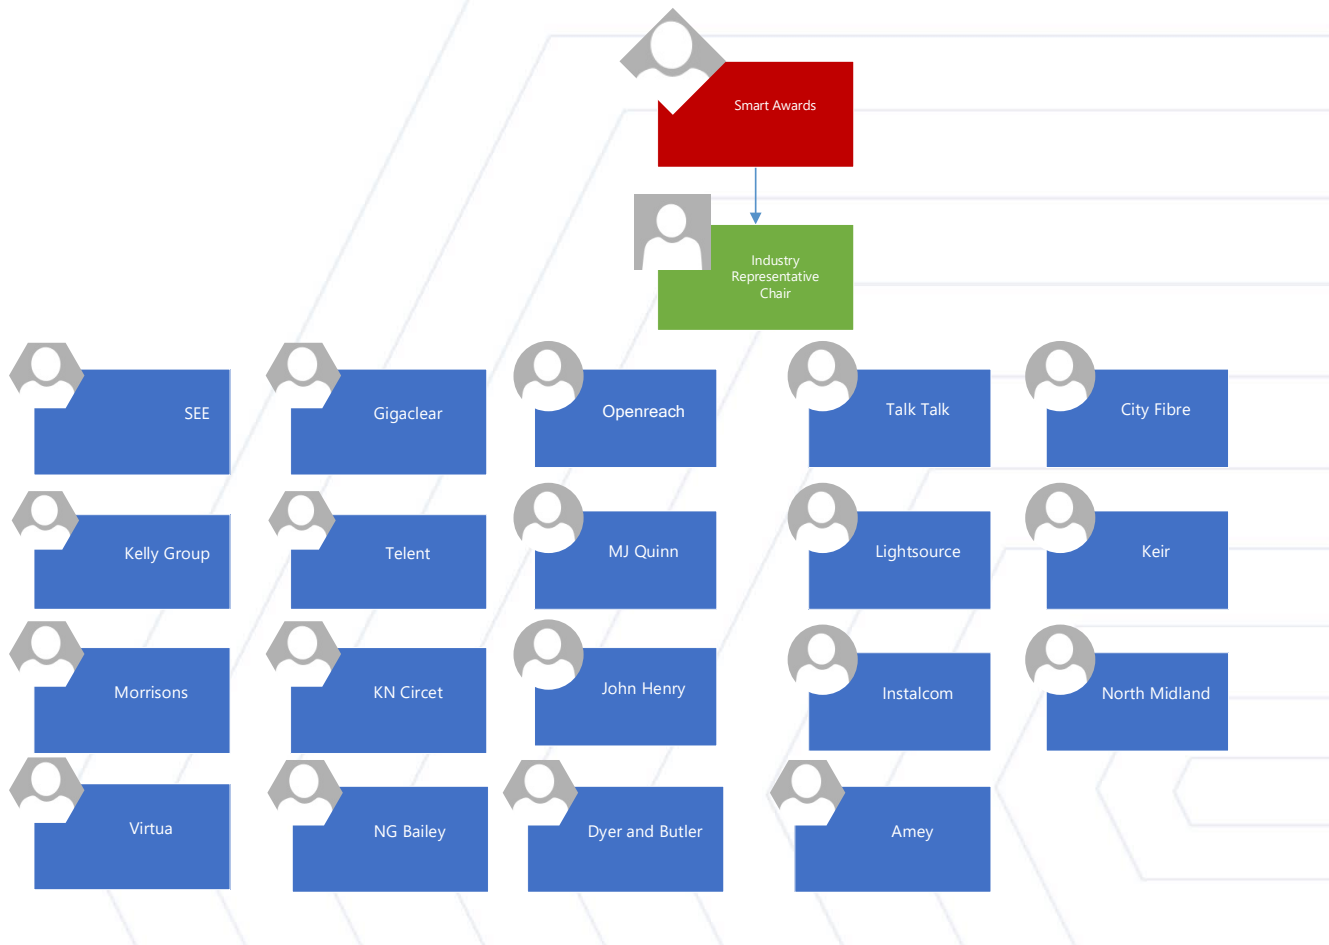 Smart Awards
Industry
Representative
Chair
SEE
Gigaclear
Openreach
Talk Talk
City Fibre
Kelly Group
Telent
MJ Quinn
Lightsource
Keir
Morrisons
KN Circet
John Henry
Instalcom
North Midland
Virtua
NG Bailey
Dyer and Butler
Amey